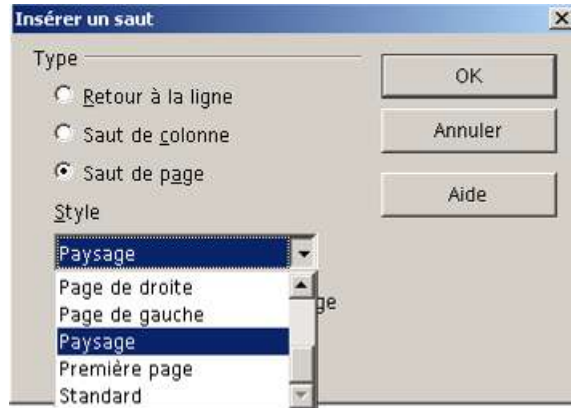 Insérer un saut
Type
Retour à la ligne
Saut de colonne
Saut de page
Style
Paysage
Page de droite
Page de gauche
Paysage
Première page
Standard
OK
Annuler
Aide